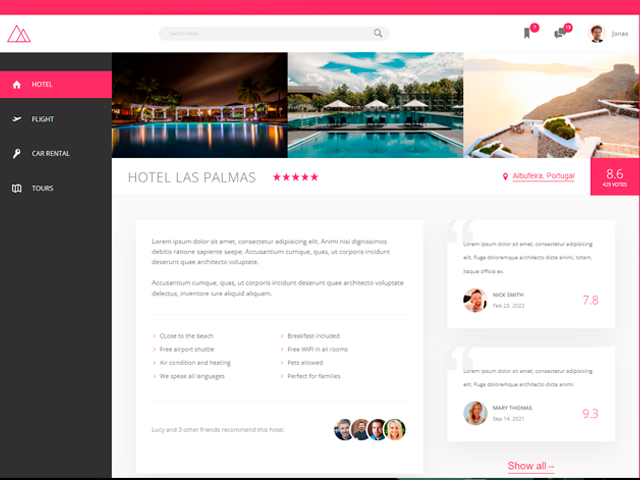 Search hotels
7
13
Jonas
HOTEL
FLIGHT
CAR RENTAL
TOURS
HOTEL LAS PALMAS ★★★★★
Albufeira, Portugal
8.6
429 VOTES
Lorem ipsum dolor sit amet, consectetur adipisicing elit. Animi nisi dignissimos
debitis ratione sapiente saepe. Accusantium cumque, quas, ut corporis incidunt
deserunt quae architecto voluptate.
Accusantium cumque, quas, ut corporis incidunt deserunt quae architecto voluptate
delectus, inventore iure aliquid aliquam.
› CLose to the beach
› Breakfast included
› Free airport shuttle
› Free WiFi in all rooms
› Air condition and heating
› Pets allowed
› We speak all languages
› Perfect for families
Lucy and 3 other friends recommend this hotel.
“
Lorem ipsum dolor sit amet, consectetur adipisicing
elit. Fuga doloremque architecto dicta animi, totam,
itaque officia ex.
NICK SMITH
Feb 23, 2022
7.8
“
Lorem ipsum dolor sit amet, consectetur adipisicing
elit. Fuga doloremque architecto dicta animi.
MARY THOMAS
Sep 14, 2021
9.3
Show all→